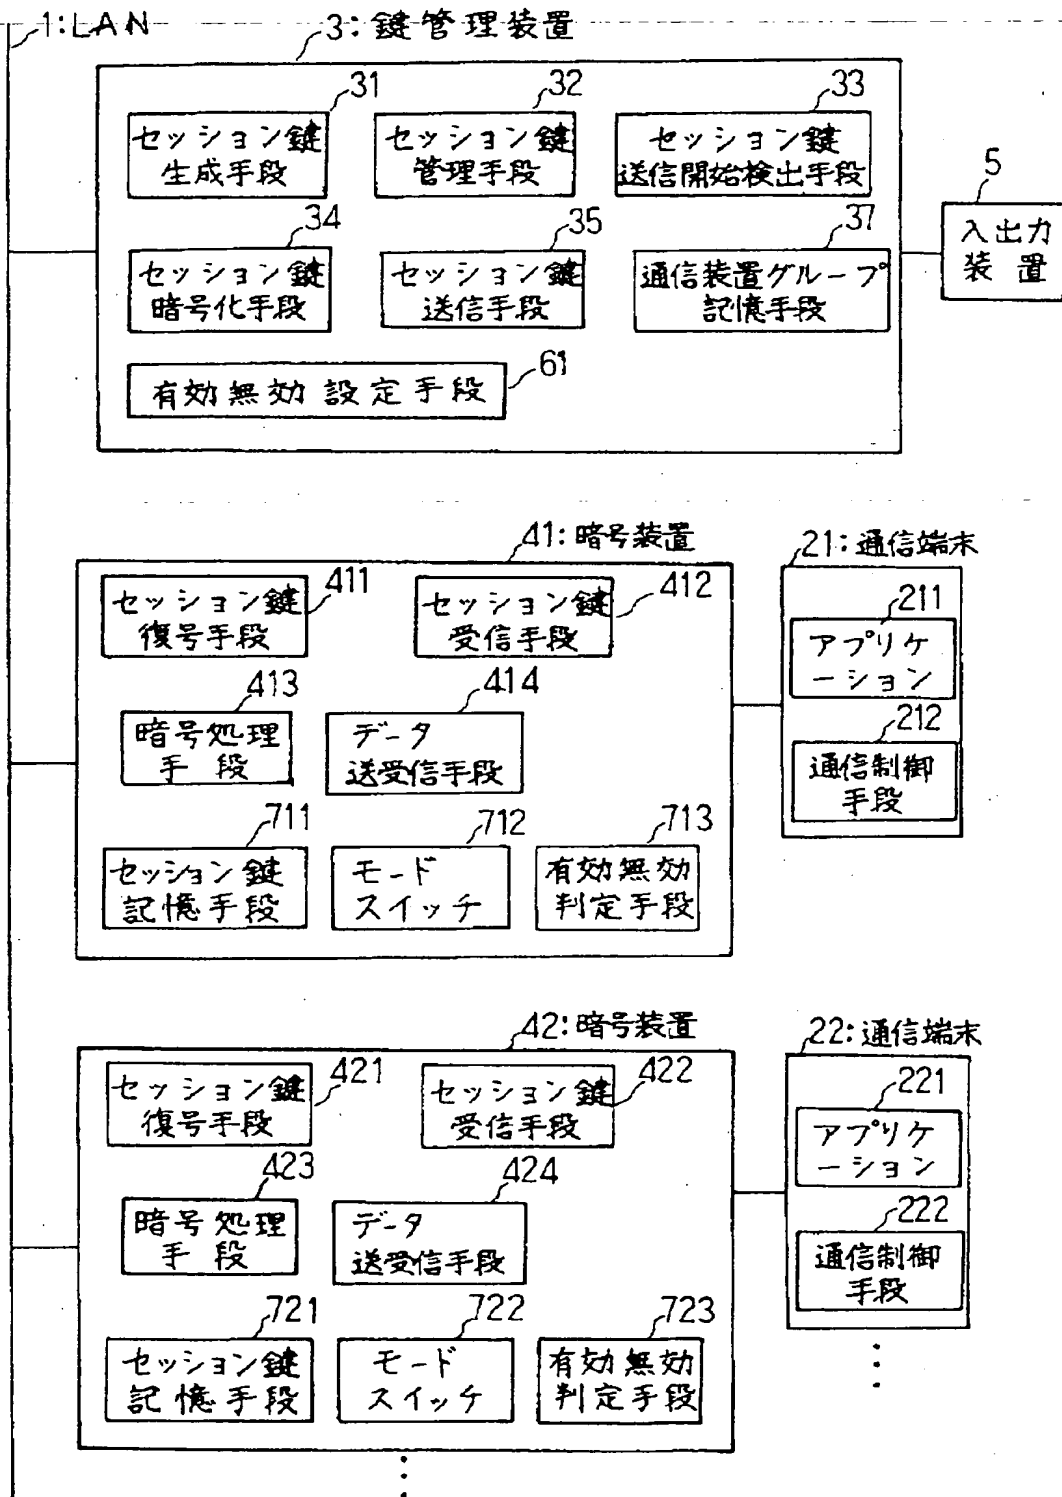 1:LAN
3:鍵管理装置
31
32
33
セッション鍵
生成手段
セッション鍵
管理手段
セッション鍵
送信開始検出手段
5
入出力
装置
34
35
37
セッション鍵
暗号化手段
セッション鍵
送信手段
通信装置グループ
記憶手段
61
有効無効設定手段
41:暗号装置
21:通信端末
411
412
セッション鍵
復号手段
セッション鍵
受信手段
211
アプリケ
ーション
413
414
暗号処理
手段
データ
送受信手段
212
通信制御
手段
711
712
713
セッション鍵
記憶手段
モード
スイッチ
有効無効
判定手段
42:暗号装置
22:通信端末
421
422
セッション鍵
復号手段
セッション鍵
受信手段
221
アプリケ
ーション
423
424
暗号処理
手段
データ
送受信手段
222
通信制御
手段
721
722
723
セッション鍵
記憶手段
モード
スイッチ
有効無効
判定手段